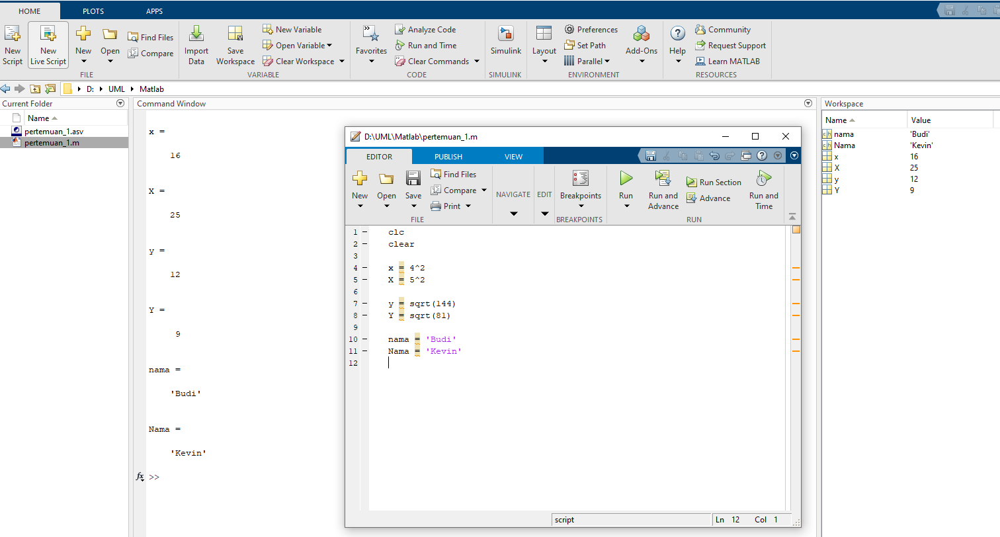 HOME PLOTS APPS
New Script
New Live Script
New
Open
Find Files
Compare
FILE
Import Data
Save Workspace
New Variable
Open Variable
Clear Workspace
VARIABLE
Favorites
Analyze Code
Run and Time
Clear Commands
CODE
Simulink
SIMULINK
Layout
Preferences
Set Path
Parallel
Add-Ons
ENVIRONMENT
Help
Community
Request Support
Learn MATLAB
RESOURCES
D: UML Matlab
Current Folder
Name
pertemuan_1.asv
pertemuan_1.m
Command Window
x =
16
X =
25
y =
12
Y =
9
nama =
'Budi'
Nama =
'Kevin'
fx >>
D:\UML\Matlab\pertemuan_1.m
EDITOR PUBLISH VIEW
New
Open
Save
Find Files
Compare
Print
FILE
NAVIGATE
EDIT
Breakpoints
BREAKPOINTS
Run
Run and Advance
Run Section
Advance
Run and Time
RUN
1 clc
2 clear
3
4 x = 4^2
5 X = 5^2
6
7 y = sqrt(144)
8 Y = sqrt(81)
9
10 nama = 'Budi'
11 Nama = 'Kevin'
12
script Ln 12 Col 1
Workspace
Name Value
nama 'Budi'
Nama 'Kevin'
x 16
X 25
y 12
Y 9